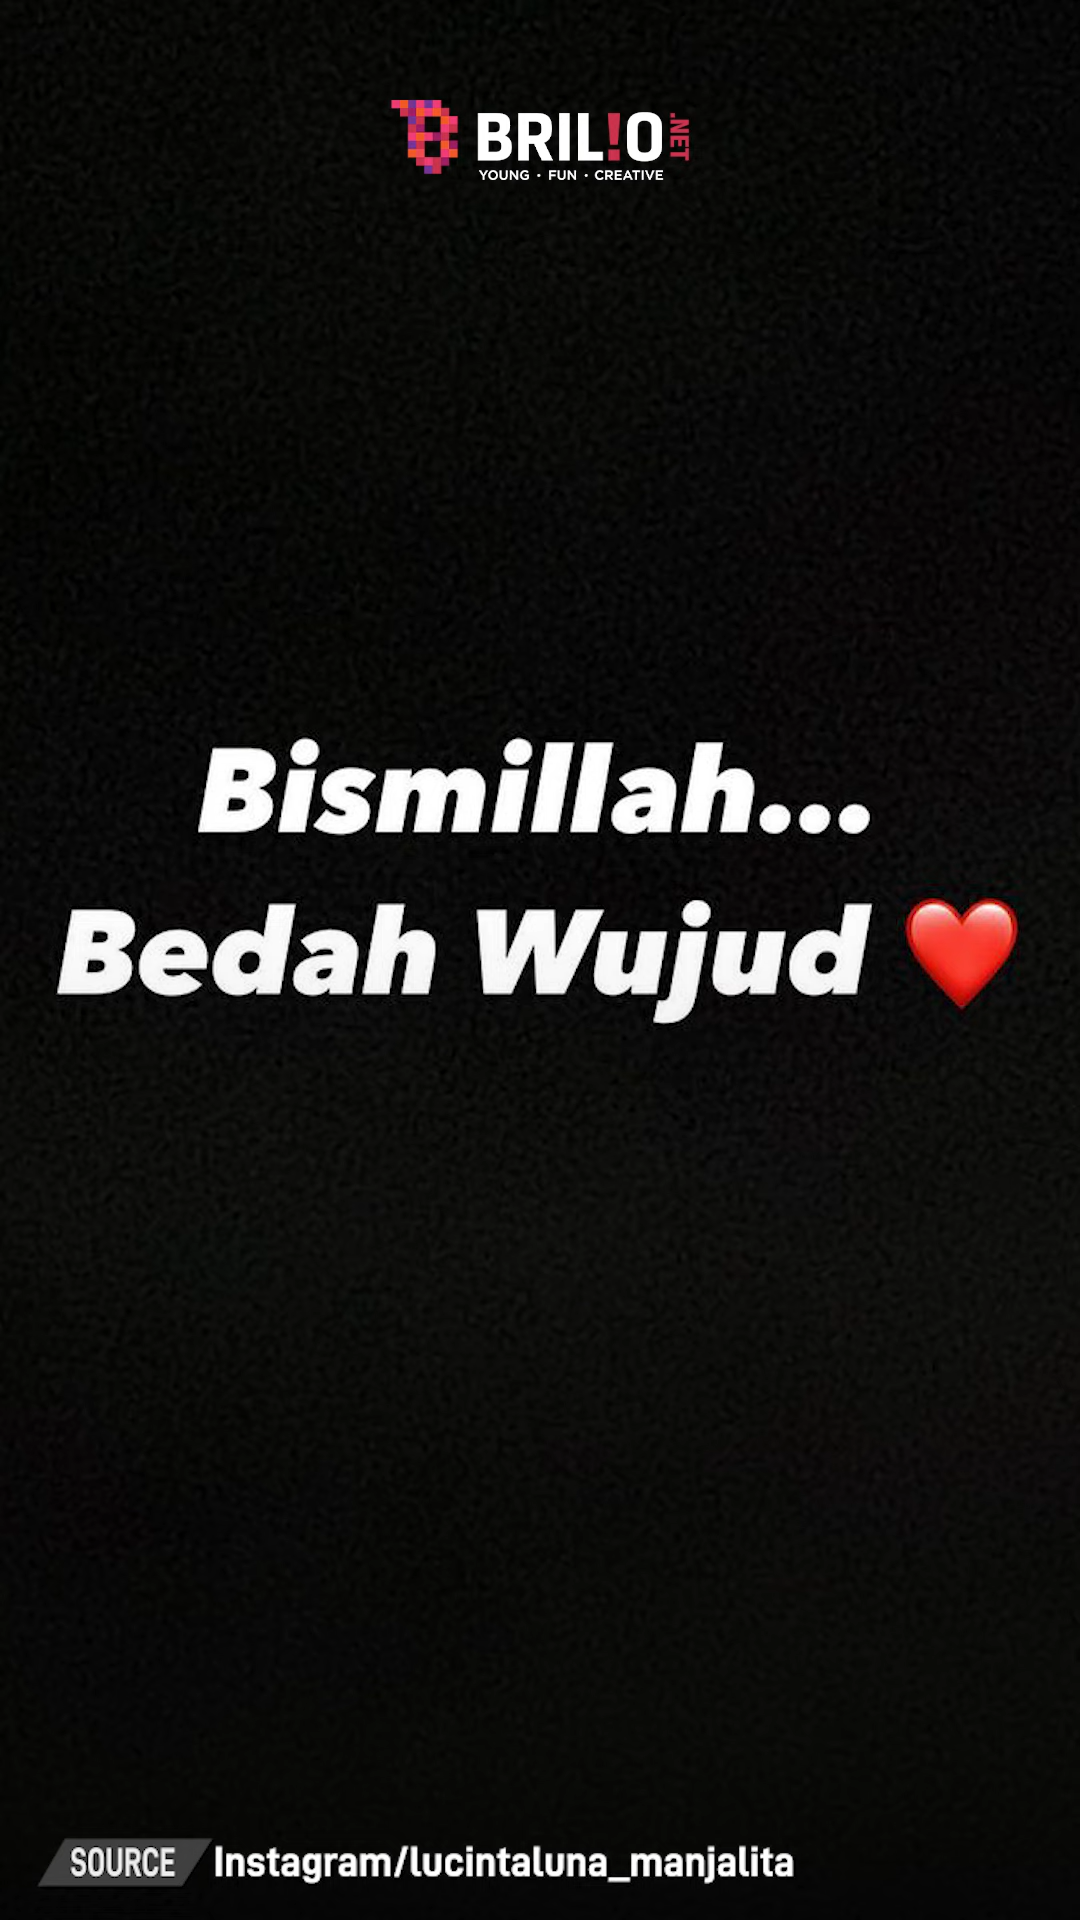 BRIL!O.NET
YOUNG · FUN · CREATIVE
Bismillah...
Bedah Wujud ❤️
SOURCE Instagram/lucintaluna_manjalita